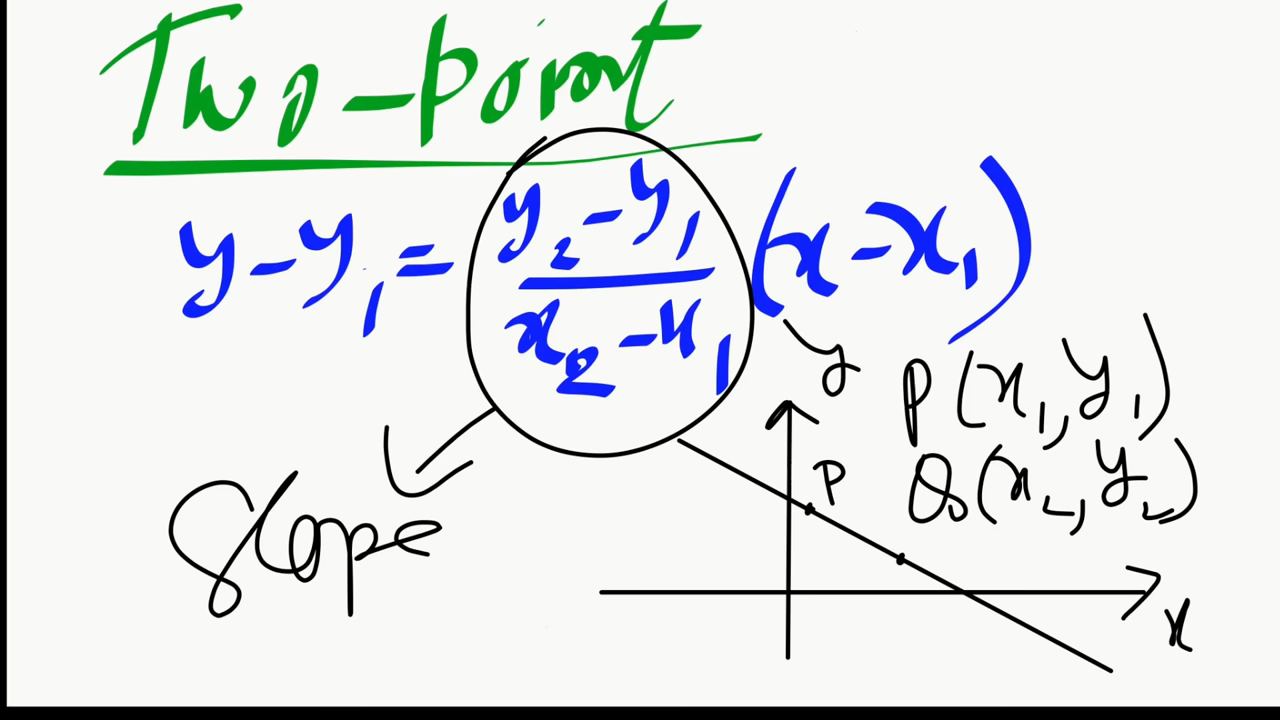 Two-Point
y-y₁ = y₂-y₁/x₂-x₁ (x-x₁)
y
P(x₁,y₁)
P
Q(x₂,y₂)
Slope
x